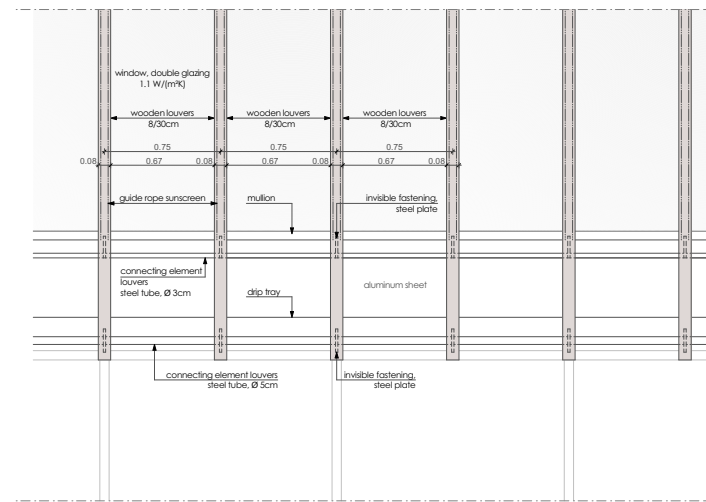 window, double glazing
1.1 W/(m²K)
wooden louvers
8/30cm
wooden louvers
8/30cm
wooden louvers
8/30cm
0.75
0.75
0.75
0.08
0.67
0.08
0.67
0.08
0.67
0.08
guide rope sunscreen
mullion
invisible fastening,
steel plate
connecting element
louvers
steel tube, Ø 3cm
aluminum sheet
drip tray
connecting element louvers
steel tube, Ø 5cm
invisible fastening,
steel plate